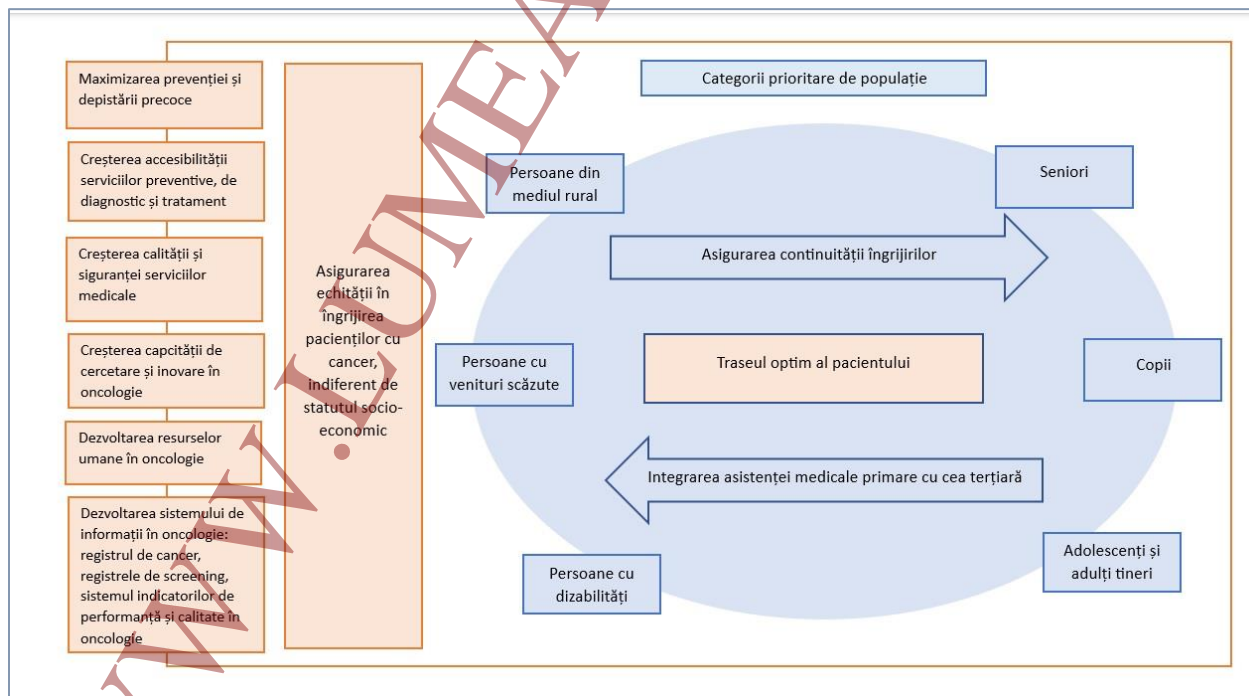 Maximizarea prevenției și
depistării precoce
Creșterea accesibilității
serviciilor preventive, de
diagnostic și tratament
Creșterea calității și
siguranței serviciilor
medicale
Creșterea capcității de
cercetare și inovare în
oncologie
Dezvoltarea resurselor
umane în oncologie
Dezvoltarea sistemului de
informații în oncologie:
registrul de cancer,
registrele de screening,
sistemul indicatorilor de
performanță și calitate în
oncologie
Asigurarea
echității în
îngrijirea
pacienților cu
cancer,
indiferent de
statutul socio-
economic
Categorii prioritare de populație
Persoane din
mediul rural
Seniori
Asigurarea continuității îngrijirilor
Persoane cu
venituri scăzute
Traseul optim al pacientului
Copii
Integrarea asistenței medicale primare cu cea terțiară
Persoane cu
dizabilități
Adolescenți și
adulți tineri
WW.LUMEA